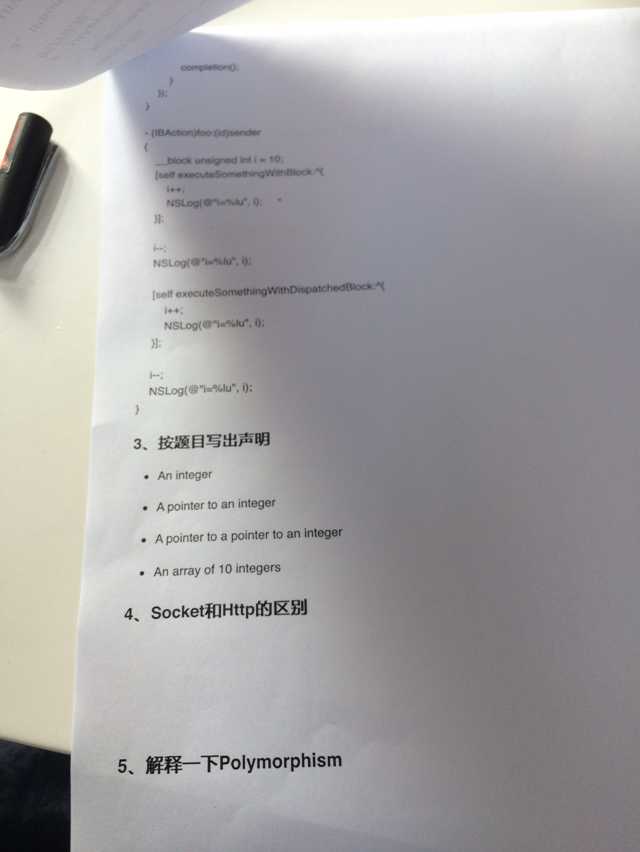 completion();
}
});
}
- (IBAction)foo:(id)sender
{
__block unsigned int i = 10;
[self executeSomethingWithBlock:^{
i++;
NSLog(@"i=%lu", i);
}];
i--;
NSLog(@"i=%lu", i);
[self executeSomethingWithDispatchedBlock:^{
i++;
NSLog(@"i=%lu", i);
}];
i--;
NSLog(@"i=%lu", i);
}
3、按题目写出声明
• An integer
• A pointer to an integer
• A pointer to a pointer to an integer
• An array of 10 integers
4、Socket和Http的区别
5、解释一下Polymorphism